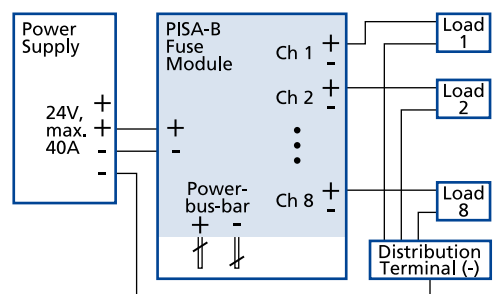 Power
Supply
24V,
max.
40A
+
+
-
-
PISA-B
Fuse
Module
+
-
Ch 1 +
-
Ch 2 +
-
Ch 8 +
-
Power-
bus-bar
+ -
Load
1
Load
2
Load
8
Distribution
Terminal (-)